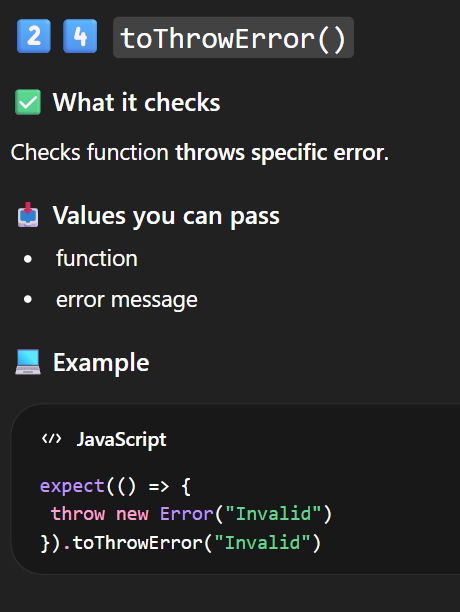 2 4 toThrowError()
✅ What it checks
Checks function throws specific error.
📥 Values you can pass
• function
• error message
💻 Example
</> JavaScript
expect(() => {
 throw new Error("Invalid")
}).toThrowError("Invalid")